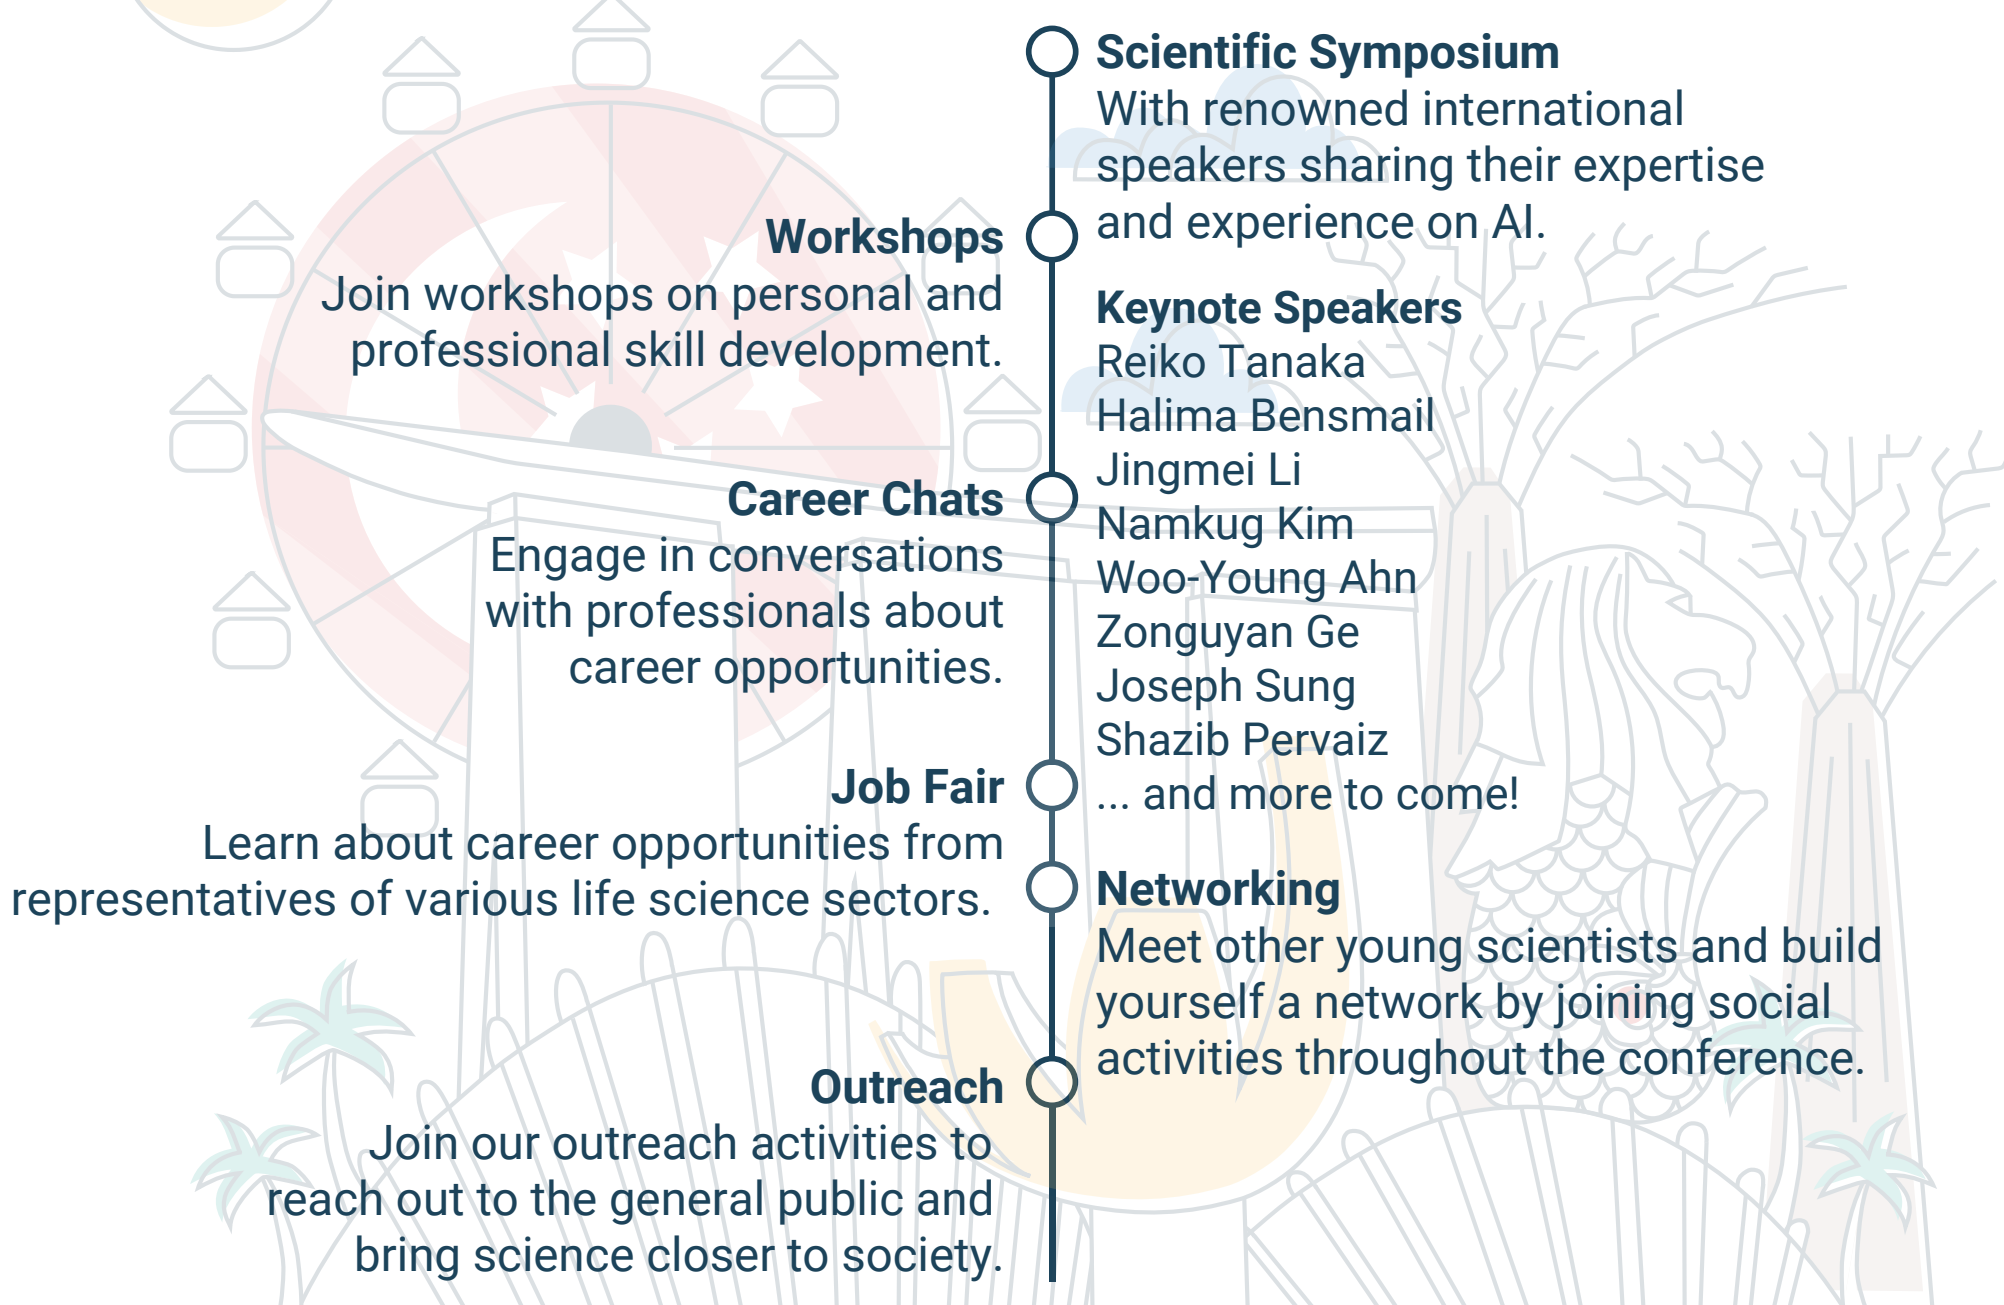 Scientific Symposium
With renowned international
speakers sharing their expertise
and experience on AI.
Workshops
Join workshops on personal and
professional skill development.
Keynote Speakers
Reiko Tanaka
Halima Bensmail
Jingmei Li
Namkug Kim
Woo-Young Ahn
Zonguyan Ge
Joseph Sung
Shazib Pervaiz
... and more to come!
Career Chats
Engage in conversations
with professionals about
career opportunities.
Job Fair
Learn about career opportunities from
representatives of various life science sectors.
Networking
Meet other young scientists and build
yourself a network by joining social
activities throughout the conference.
Outreach
Join our outreach activities to
reach out to the general public and
bring science closer to society.